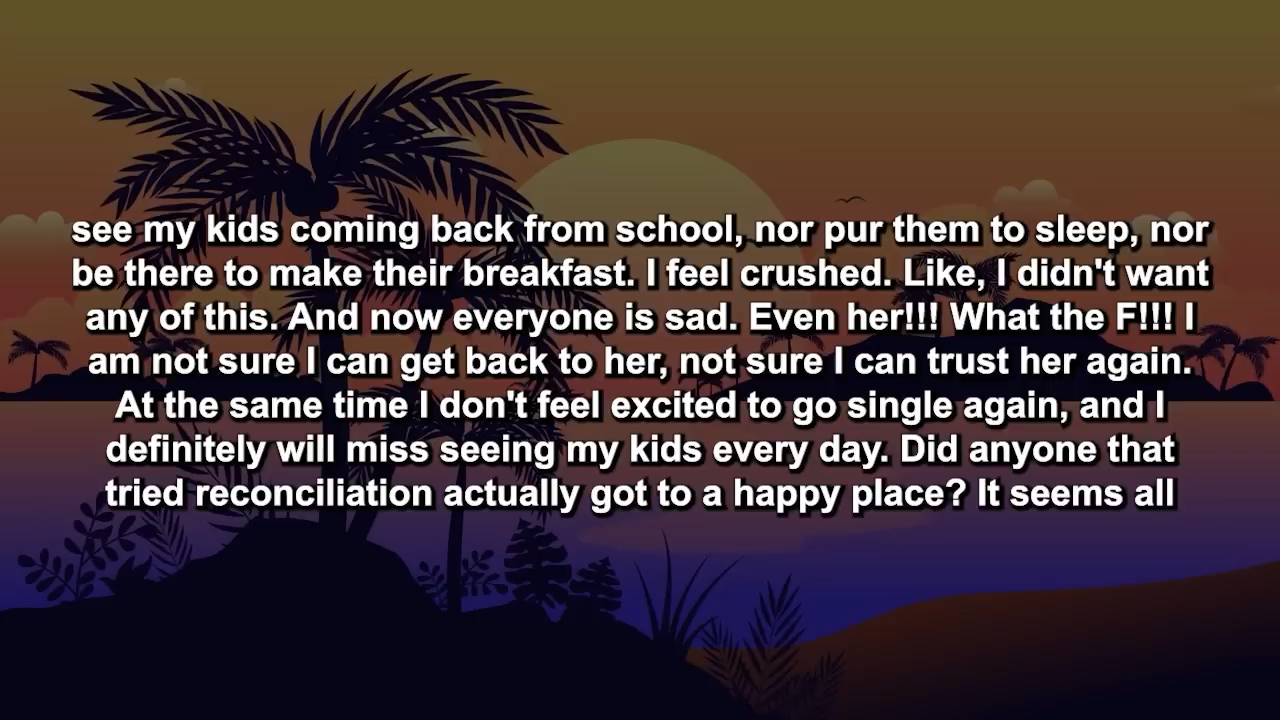 see my kids coming back from school, nor pur them to sleep, nor
be there to make their breakfast. I feel crushed. Like, I didn't want
any of this. And now everyone is sad. Even her!!! What the F!!! I
am not sure I can get back to her, not sure I can trust her again.
At the same time I don't feel excited to go single again, and I
definitely will miss seeing my kids every day. Did anyone that
tried reconciliation actually got to a happy place? It seems all